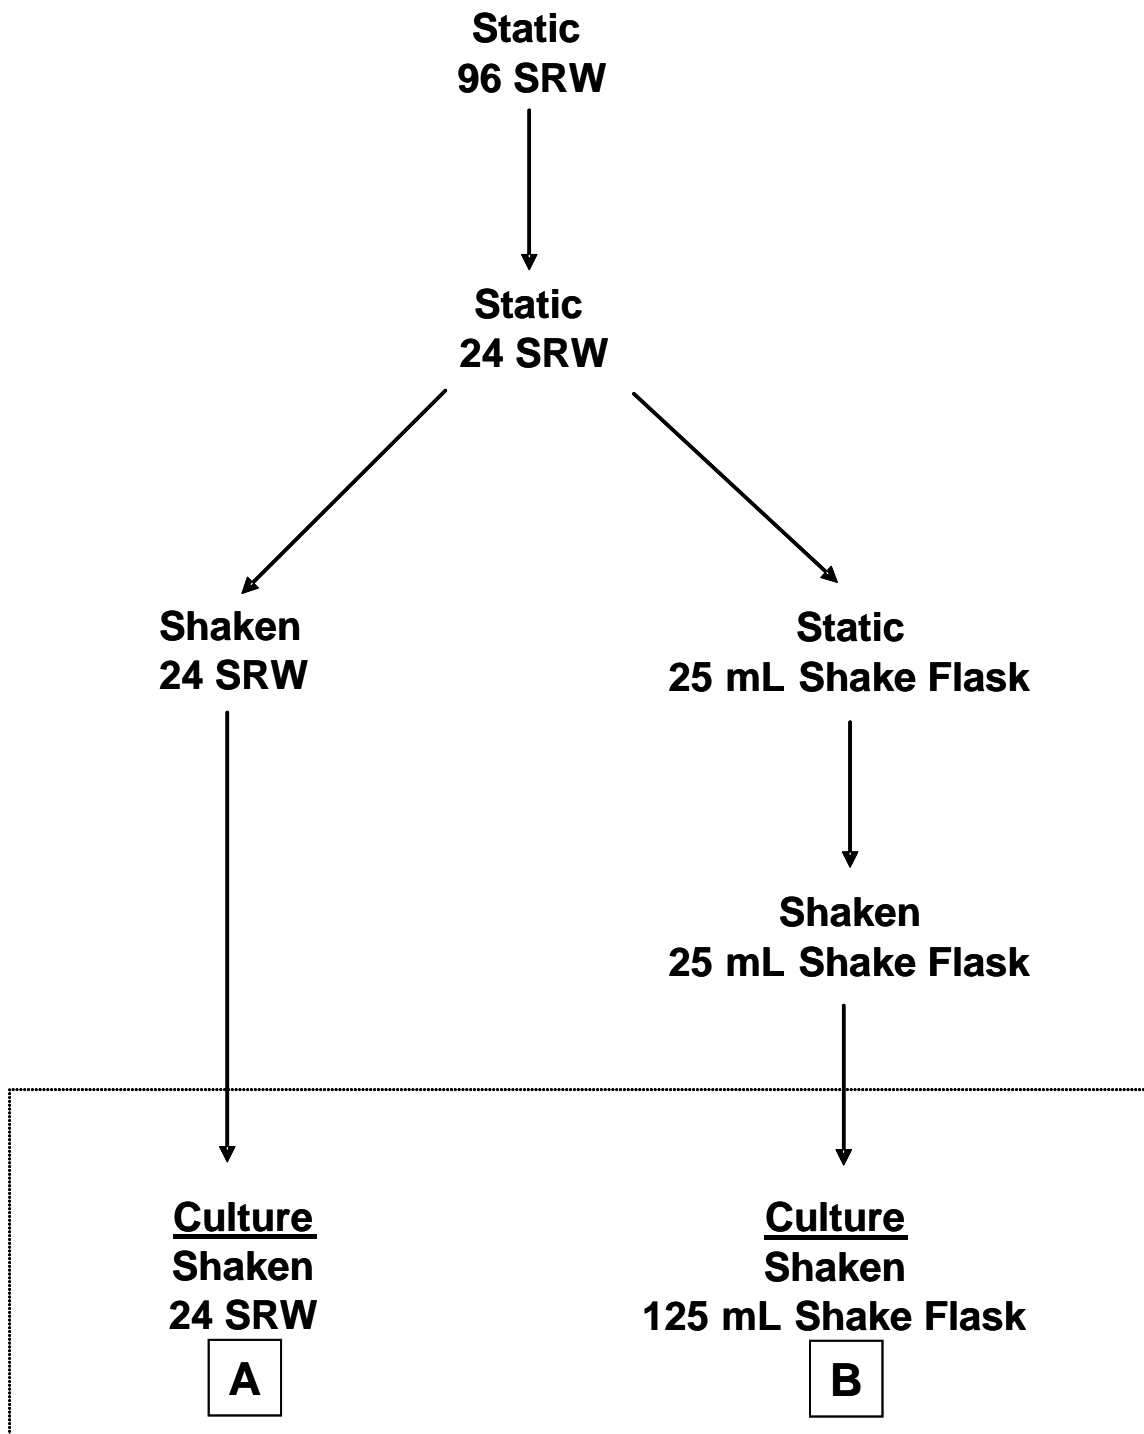 Static
96 SRW
Static
24 SRW
Shaken
24 SRW
Static
25 mL Shake Flask
Shaken
25 mL Shake Flask
Culture
Shaken
24 SRW
A
Culture
Shaken
125 mL Shake Flask
B